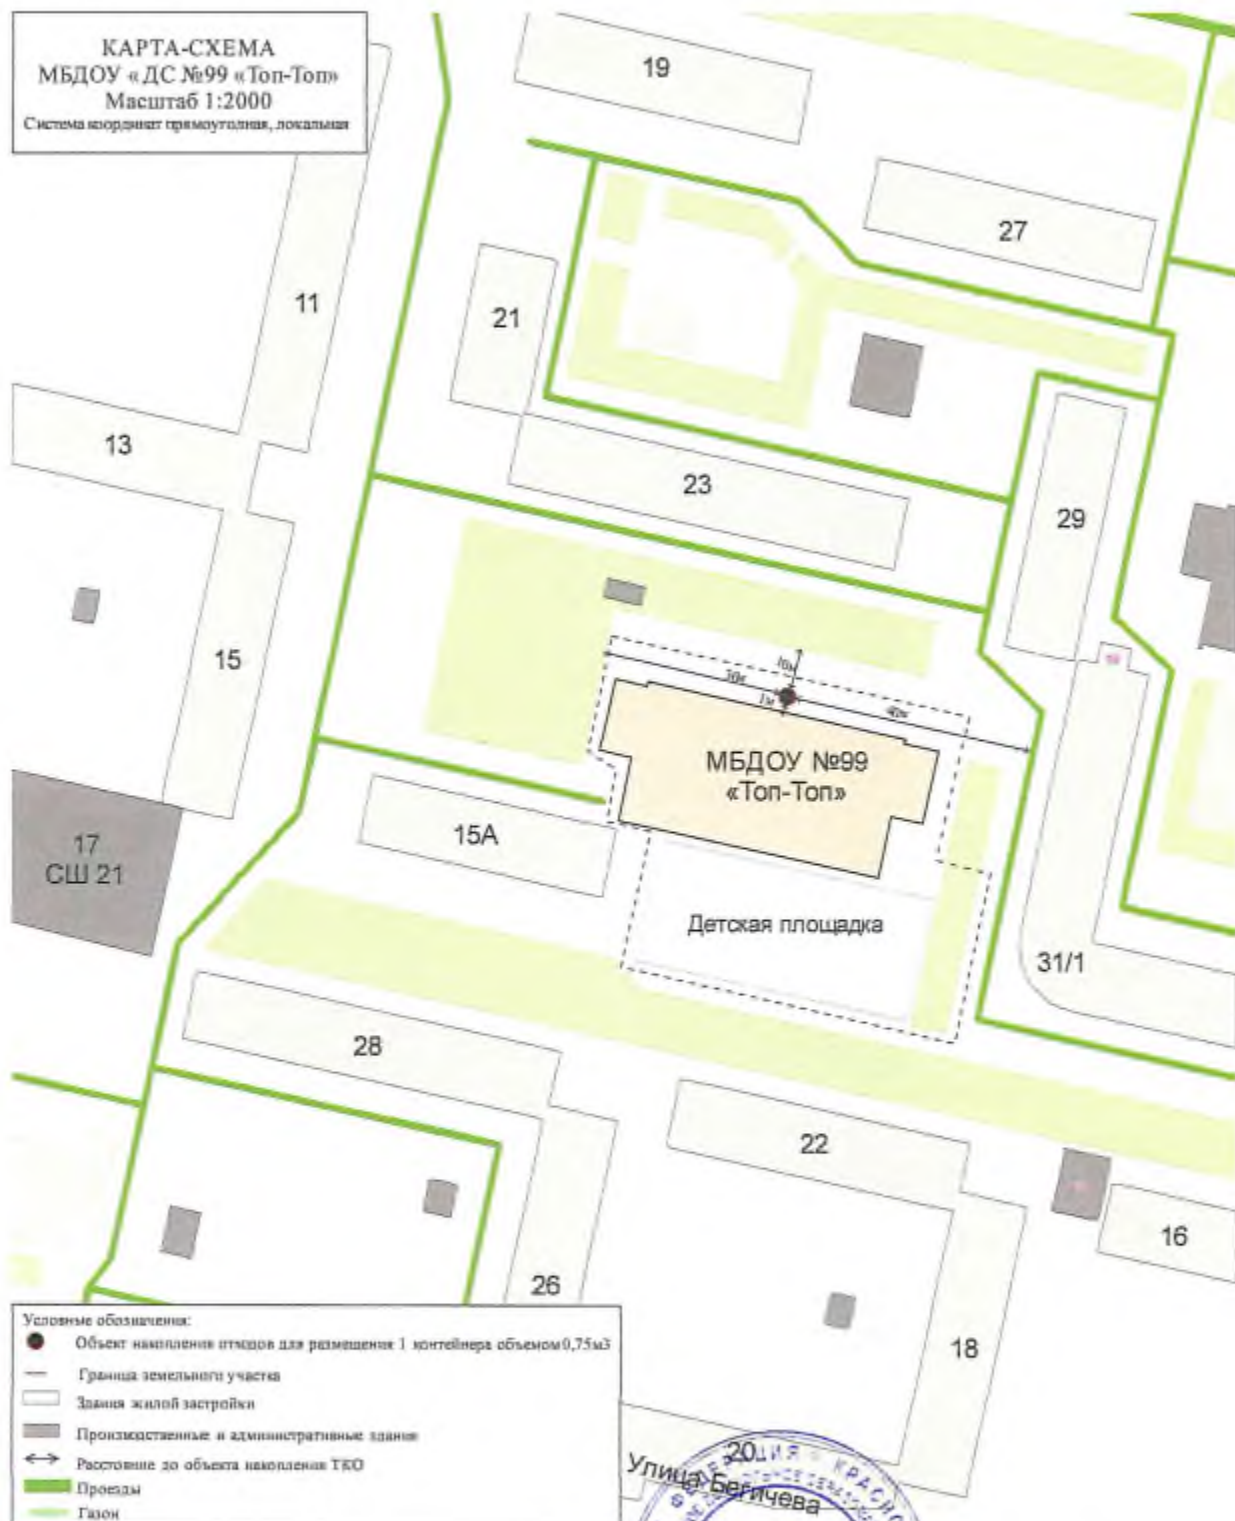 КАРТА-СХЕМА
МБДОУ «ДС №99 «Топ-Топ»
Масштаб 1:2000
Система координат прямоуголная, локальная
19
27
11
21
13
23
29
15
16м
1м
МБДОУ №99
«Топ-Топ»
17
СШ 21
15А
Детская площадка
31/1
28
22
16
26
18
20
Улица Бегичева
Условные обозначения:
Объект накопления отходов для размещения 1 контейнера объемом 0,75м3
Граница земельного участка
Здания жилой застройки
Производственные и административные здания
Расстояние до объекта накопления ТКО
Проезды
Газон